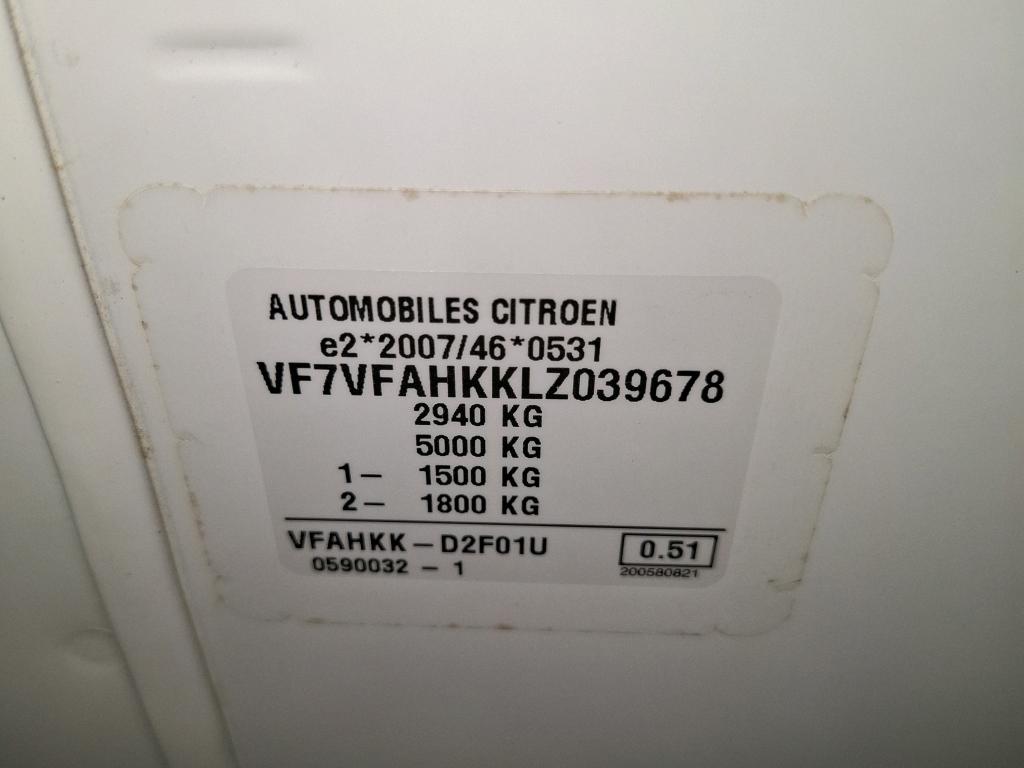 AUTOMOBILES CITROEN
e2*2007/46*0531
VF7VFAHKKLZ039678
2940 KG
5000 KG
1- 1500 KG
2- 1800 KG
VFAHKK-D2F01U 0.51
0590032 - 1 200580821